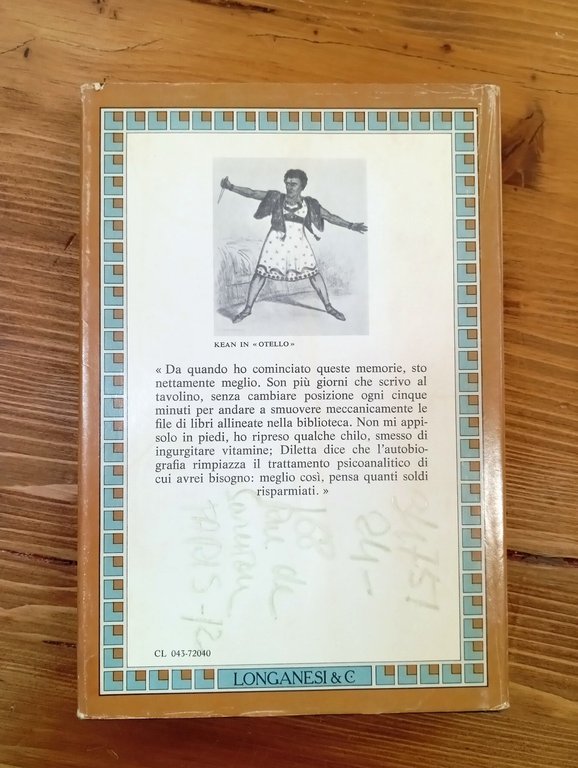 KEAN IN «OTELLO»
« Da quando ho cominciato queste memorie, sto
nettamente meglio. Son più giorni che scrivo al
tavolino, senza cambiare posizione ogni cinque
minuti per andare a smuovere meccanicamente le
file di libri allineate nella biblioteca. Non mi appi-
solo in piedi, ho ripreso qualche chilo, smesso di
ingurgitare vitamine; Diletta dice che l'autobio-
grafia rimpiazza il trattamento psicoanalitico di
cui avrei bisogno: meglio così, pensa quanti soldi
risparmiati. »
CL 043-72040
LONGANESI & C.